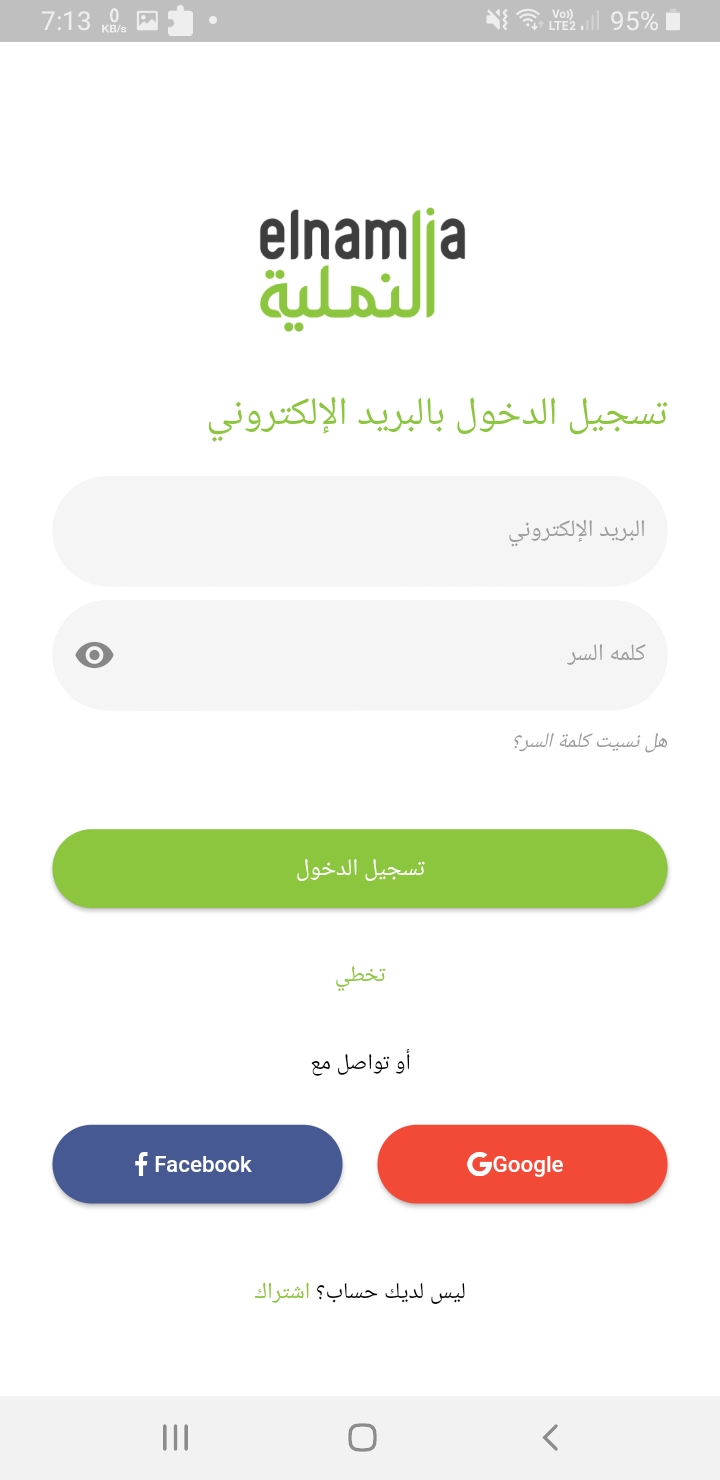 7:13 0 KB/s Vo)) LTE2 95%
elnamlia
النملية
تسجيل الدخول بالبريد الإلكتروني
البريد الإلكتروني
كلمه السر
هل نسيت كلمة السر؟
تسجيل الدخول
تخطي
أو تواصل مع
Facebook Google
ليس لديك حساب؟ اشتراك